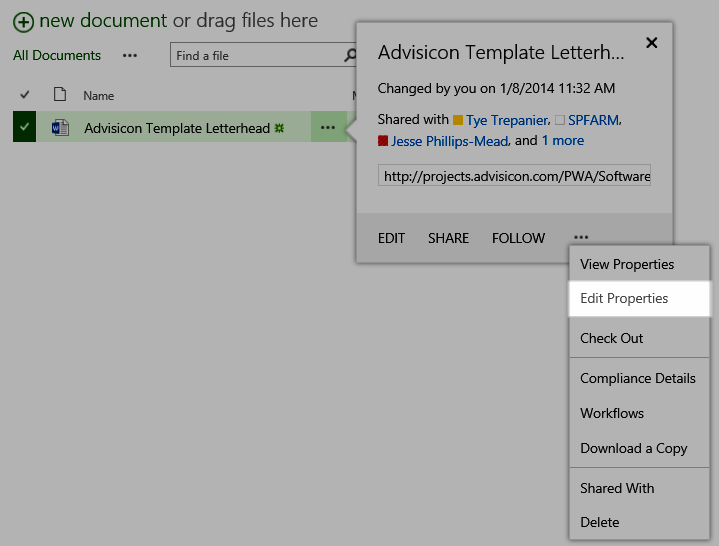 new document or drag files here
All Documents ...
Find a file
Name
Advisicon Template Letterhead
Advisicon Template Letterh...
Changed by you on 1/8/2014 11:32 AM
Shared with Tye Trepanier, SPFARM,
Jesse Phillips-Mead, and 1 more
http://projects.advisicon.com/PWA/Software
EDIT SHARE FOLLOW ...
View Properties
Edit Properties
Check Out
Compliance Details
Workflows
Download a Copy
Shared With
Delete